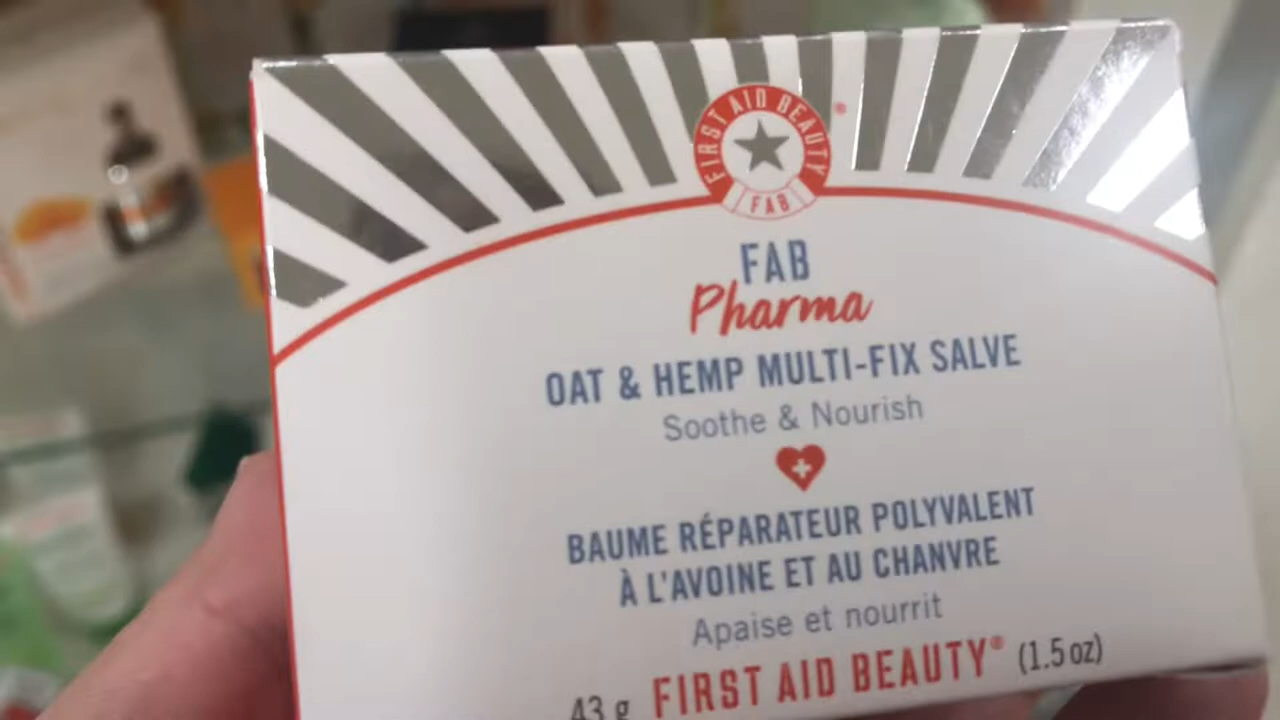 FIRST AID BEAUTY
FAB
®
FAB
Pharma
OAT & HEMP MULTI-FIX SALVE
Soothe & Nourish
BAUME RÉPARATEUR POLYVALENT
À L'AVOINE ET AU CHANVRE
Apaise et nourrit
43 g FIRST AID BEAUTY® (1.5 oz)